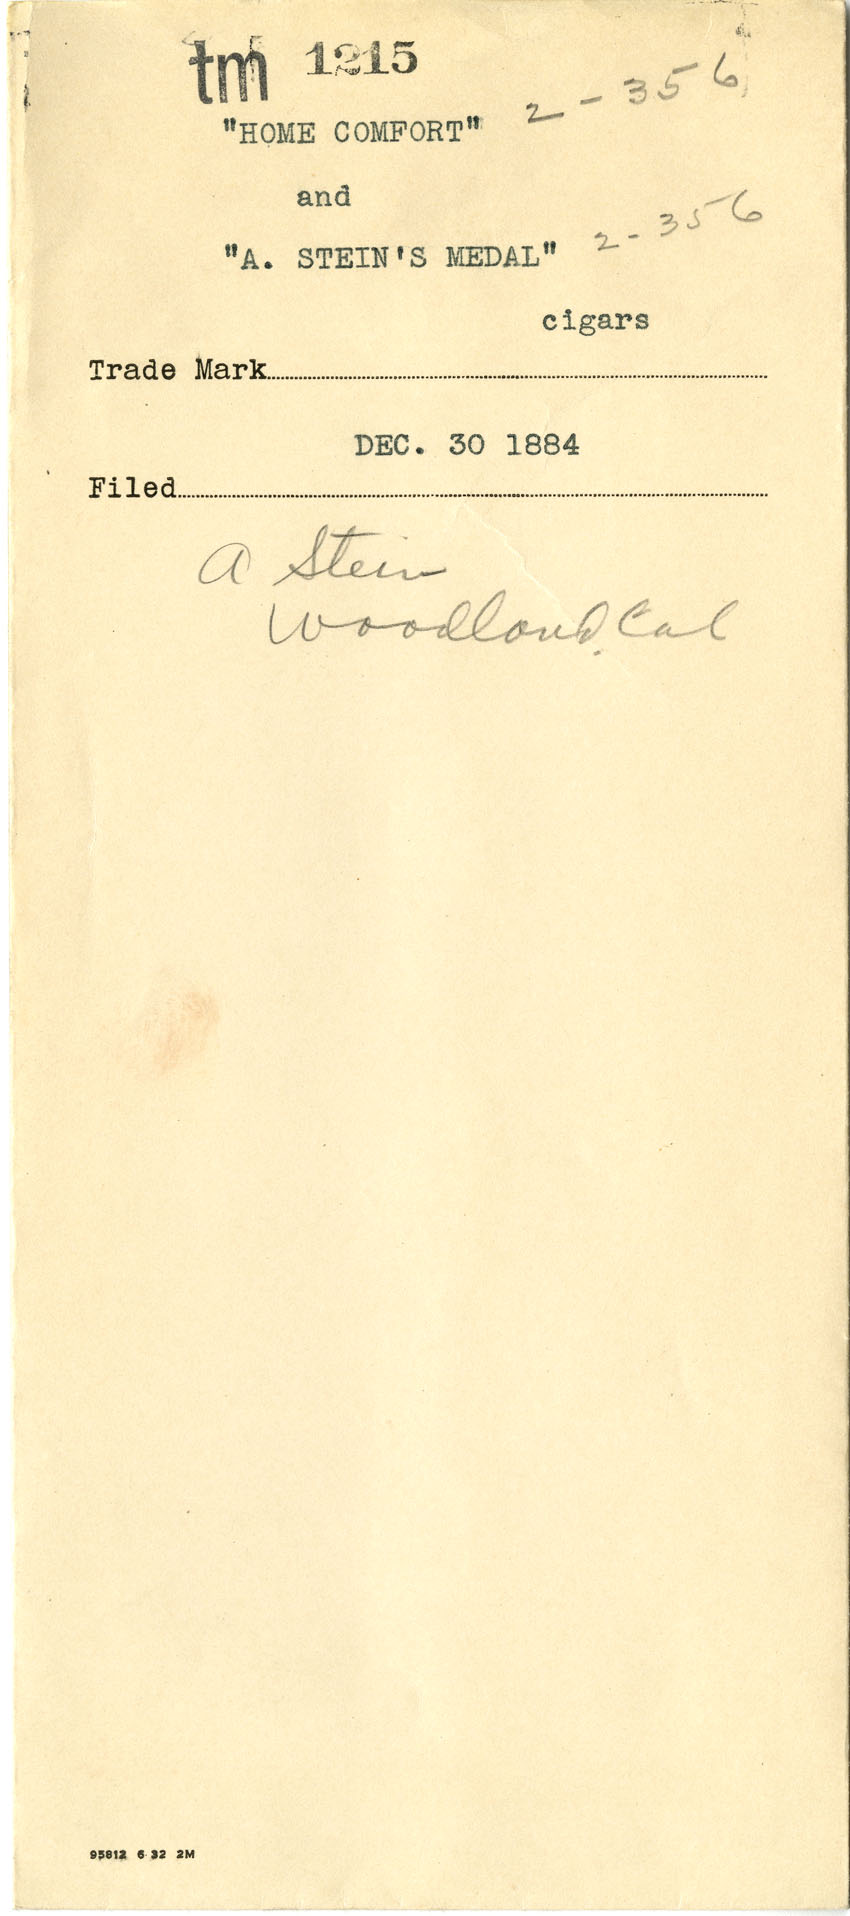 tm 1215
"HOME COMFORT" 2-356
and
"A. STEIN'S MEDAL" 2-356
cigars
Trade Mark
DEC. 30 1884
Filed
A Stein
Woodland, Cal
95812 6 32 2M